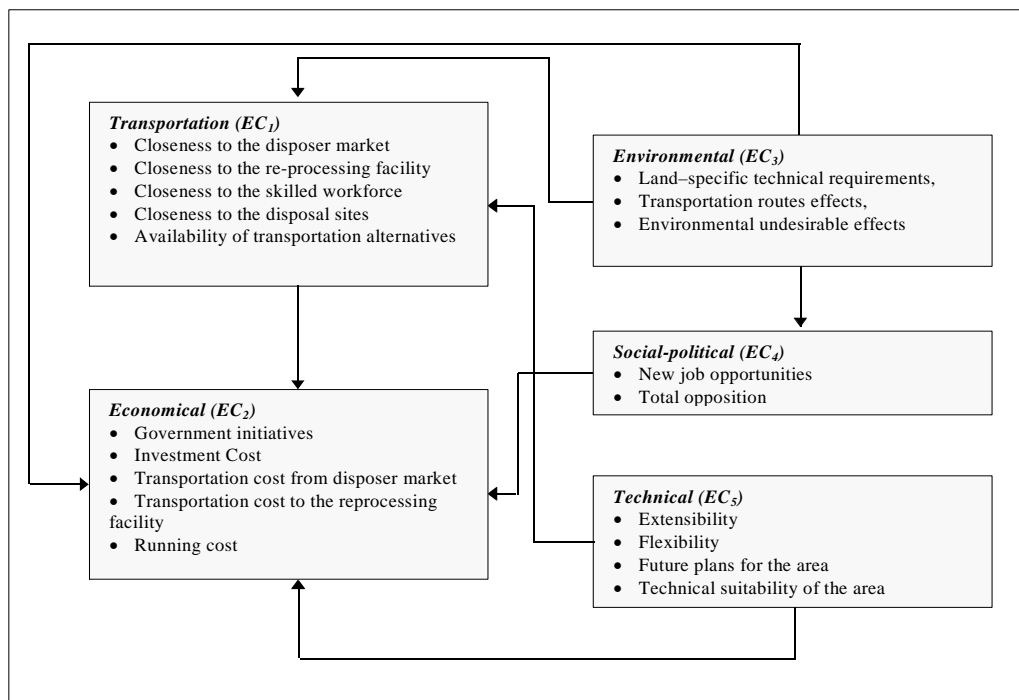 Transportation (EC1)
• Closeness to the disposer market
• Closeness to the re-processing facility
• Closeness to the skilled workforce
• Closeness to the disposal sites
• Availability of transportation alternatives
Economical (EC2)
• Government initiatives
• Investment Cost
• Transportation cost from disposer market
• Transportation cost to the reprocessing
facility
• Running cost
Environmental (EC3)
• Land–specific technical requirements,
• Transportation routes effects,
• Environmental undesirable effects
Social-political (EC4)
• New job opportunities
• Total opposition
Technical (EC5)
• Extensibility
• Flexibility
• Future plans for the area
• Technical suitability of the area